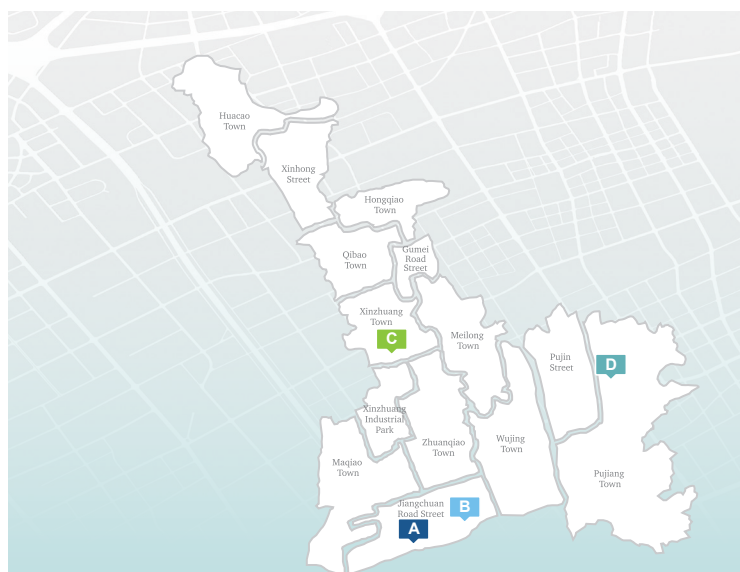 Huacao
Town
Xinhong
Street
Hongqiao
Town
Qibao
Town
Gumei
Road
Street
Xinzhuang
Town
C
Meilong
Town
Pujin
Street
D
Xinzhuang
Industrial
Park
Zhuanqiao
Town
Wujing
Town
Maqiao
Town
Pujiang
Town
Jiangchuan
Road Street
B
A